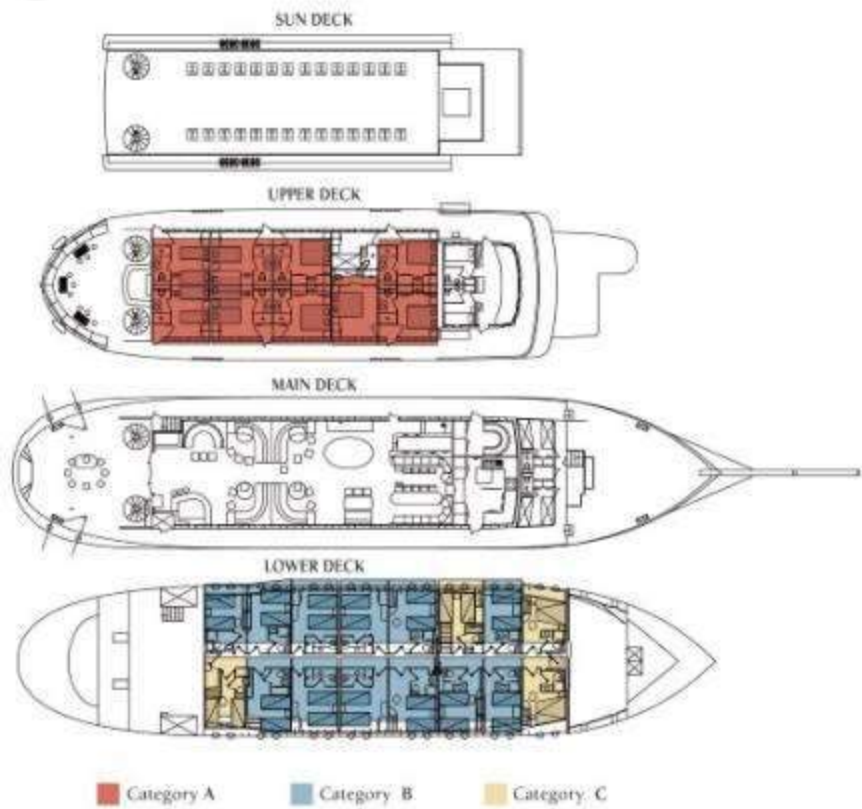 SUN DECK
UPPER DECK
MAIN DECK
LOWER DECK
Category A
Category B
Category. C